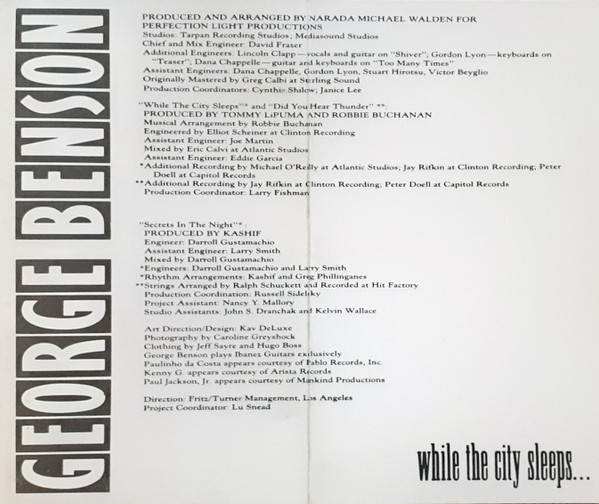 GEORGE BENSON
PRODUCED AND ARRANGED BY NARADA MICHAEL WALDEN FOR
PERFECTION LIGHT PRODUCTIONS
Studios: Tarpan Recording Studios; Mediasound Studios
Chief and Mix Engineer: David Frazer
Additional Engineers: Lincoln Clapp—vocals and guitar on "Shiver"; Gordon Lyon—keyboards on
"Teaser"; Dana Chappelle—guitar and keyboards on "Too Many Times"
Assistant Engineers: Dana Chappelle, Gordon Lyon, Stuart Hirotsu, Victor Beyglio
Originally Mastered by Greg Calbi at Sterling Sound
Production Coordinators: Cynthia Shilow; Janice Lee
"While The City Sleeps"* and "Did You Hear Thunder" **:
PRODUCED BY TOMMY LiPUMA AND ROBBIE BUCHANAN
Musical Arrangement by Robbie Buchanan
Engineered by Elliot Scheiner at Clinton Recording
Assistant Engineer: Joe Martin
Mixed by Eric Calvi at Atlantic Studios
Assistant Engineer: Eddie Garcia
*Additional Recording by Michael O'Reilly at Atlantic Studios; Jay Rifkin at Clinton Recording; Peter
Doell at Capitol Records
**Additional Recording by Jay Rifkin at Clinton Recording; Peter Doell at Capitol Records
Production Coordinator: Larry Fishman
"Secrets In The Night"* :
PRODUCED BY KASHIF
Engineer: Darroll Gustamachio
Assistant Engineer: Larry Smith
Mixed by Darroll Gustamachio
*Engineers: Darroll Gustamachio and Larry Smith
*Rhythm Arrangements: Kashif and Greg Phillinganes
**Strings Arranged by Ralph Schuckett and Recorded at Hit Factory
Production Coordination: Russell Sidelsky
Project Assistant: Nancy Y. Mallory
Studio Assistants: John S. Dranchak and Kelvin Wallace
Art Direction/Design: Kav DeLuxe
Photography by Caroline Greyshock
Clothing by Jeff Sayre and Hugo Boss
George Benson plays Ibanez Guitars exclusively
Paulinho da Costa appears courtesy of Pablo Records, Inc.
Kenny G. appears courtesy of Arista Records
Paul Jackson, Jr. appears courtesy of Mankind Productions
Direction: Fritz/Turner Management, Los Angeles
Project Coordinator: Lu Snead
while the city sleeps...